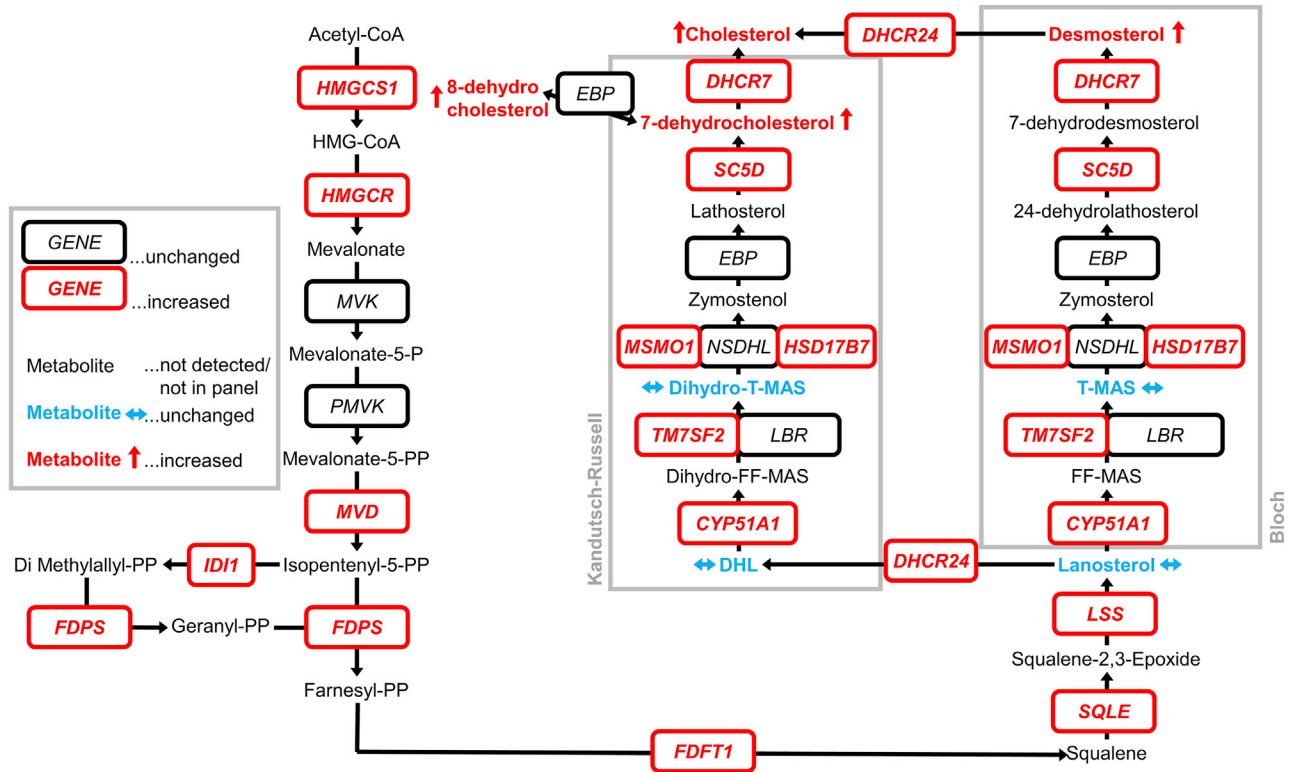 Acetyl-CoA
HMGCS1
HMG-CoA
HMGCR
Mevalonate
MVK
Mevalonate-5-P
PMVK
Mevalonate-5-PP
MVD
Isopentenyl-5-PP
IDI1
Di Methylallyl-PP
FDPS
Geranyl-PP
FDPS
Farnesyl-PP
FDFT1
Squalene
SQLE
Squalene-2,3-Epoxide
LSS
Lanosterol
DHCR24
DHL
GENE
...unchanged
GENE
...increased
Metabolite
...not detected/
not in panel
Metabolite
...unchanged
Metabolite
...increased
Kandutsch-Russell
Cholesterol
DHCR7
8-dehydro
cholesterol
EBP
7-dehydrocholesterol
SC5D
Lathosterol
EBP
Zymostenol
MSMO1 NSDHL HSD17B7
Dihydro-T-MAS
TM7SF2 LBR
Dihydro-FF-MAS
CYP51A1
DHCR24
Bloch
Desmosterol
DHCR7
7-dehydrodesmosterol
SC5D
24-dehydrolathosterol
EBP
Zymosterol
MSMO1 NSDHL HSD17B7
T-MAS
TM7SF2 LBR
FF-MAS
CYP51A1